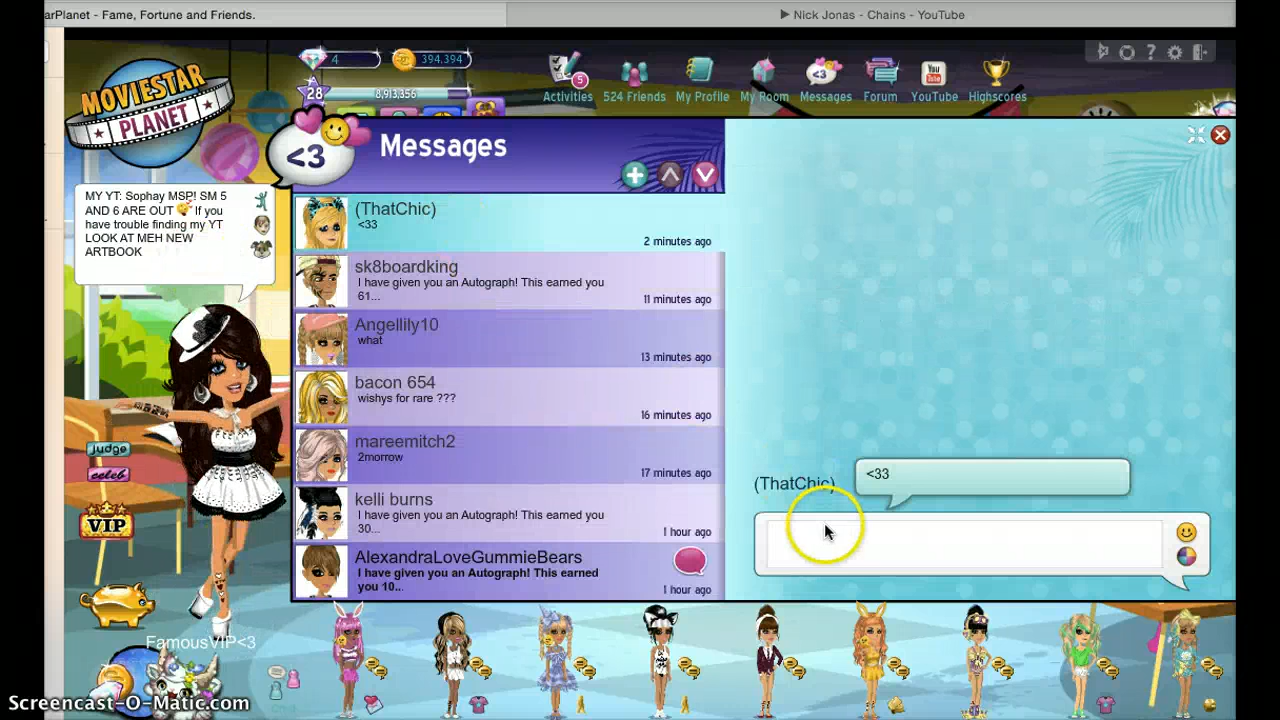 arPlanet - Fame, Fortune and Friends.
▶ Nick Jonas - Chains - YouTube
MOVIESTAR
PLANET
4
394,394
28
8,913,356
5
Activities
524 Friends
My Profile
My Room
<3
Messages
Forum
You
Tube
YouTube
Highscores
?
<3
Messages
MY YT: Sophay MSP! SM 5
AND 6 ARE OUT If you
have trouble finding my YT
LOOK AT MEH NEW
ARTBOOK
(ThatChic)
<33
2 minutes ago
sk8boardking
I have given you an Autograph! This earned you
61...
11 minutes ago
Angellily10
what
13 minutes ago
bacon 654
wishys for rare ???
16 minutes ago
mareemitch2
2morrow
17 minutes ago
kelli burns
I have given you an Autograph! This earned you
30...
1 hour ago
AlexandraLoveGummieBears
I have given you an Autograph! This earned
you 10...
1 hour ago
(ThatChic)
<33
judge
celeb
VIP
FamousVIP<3
Screencast-O-Matic.com